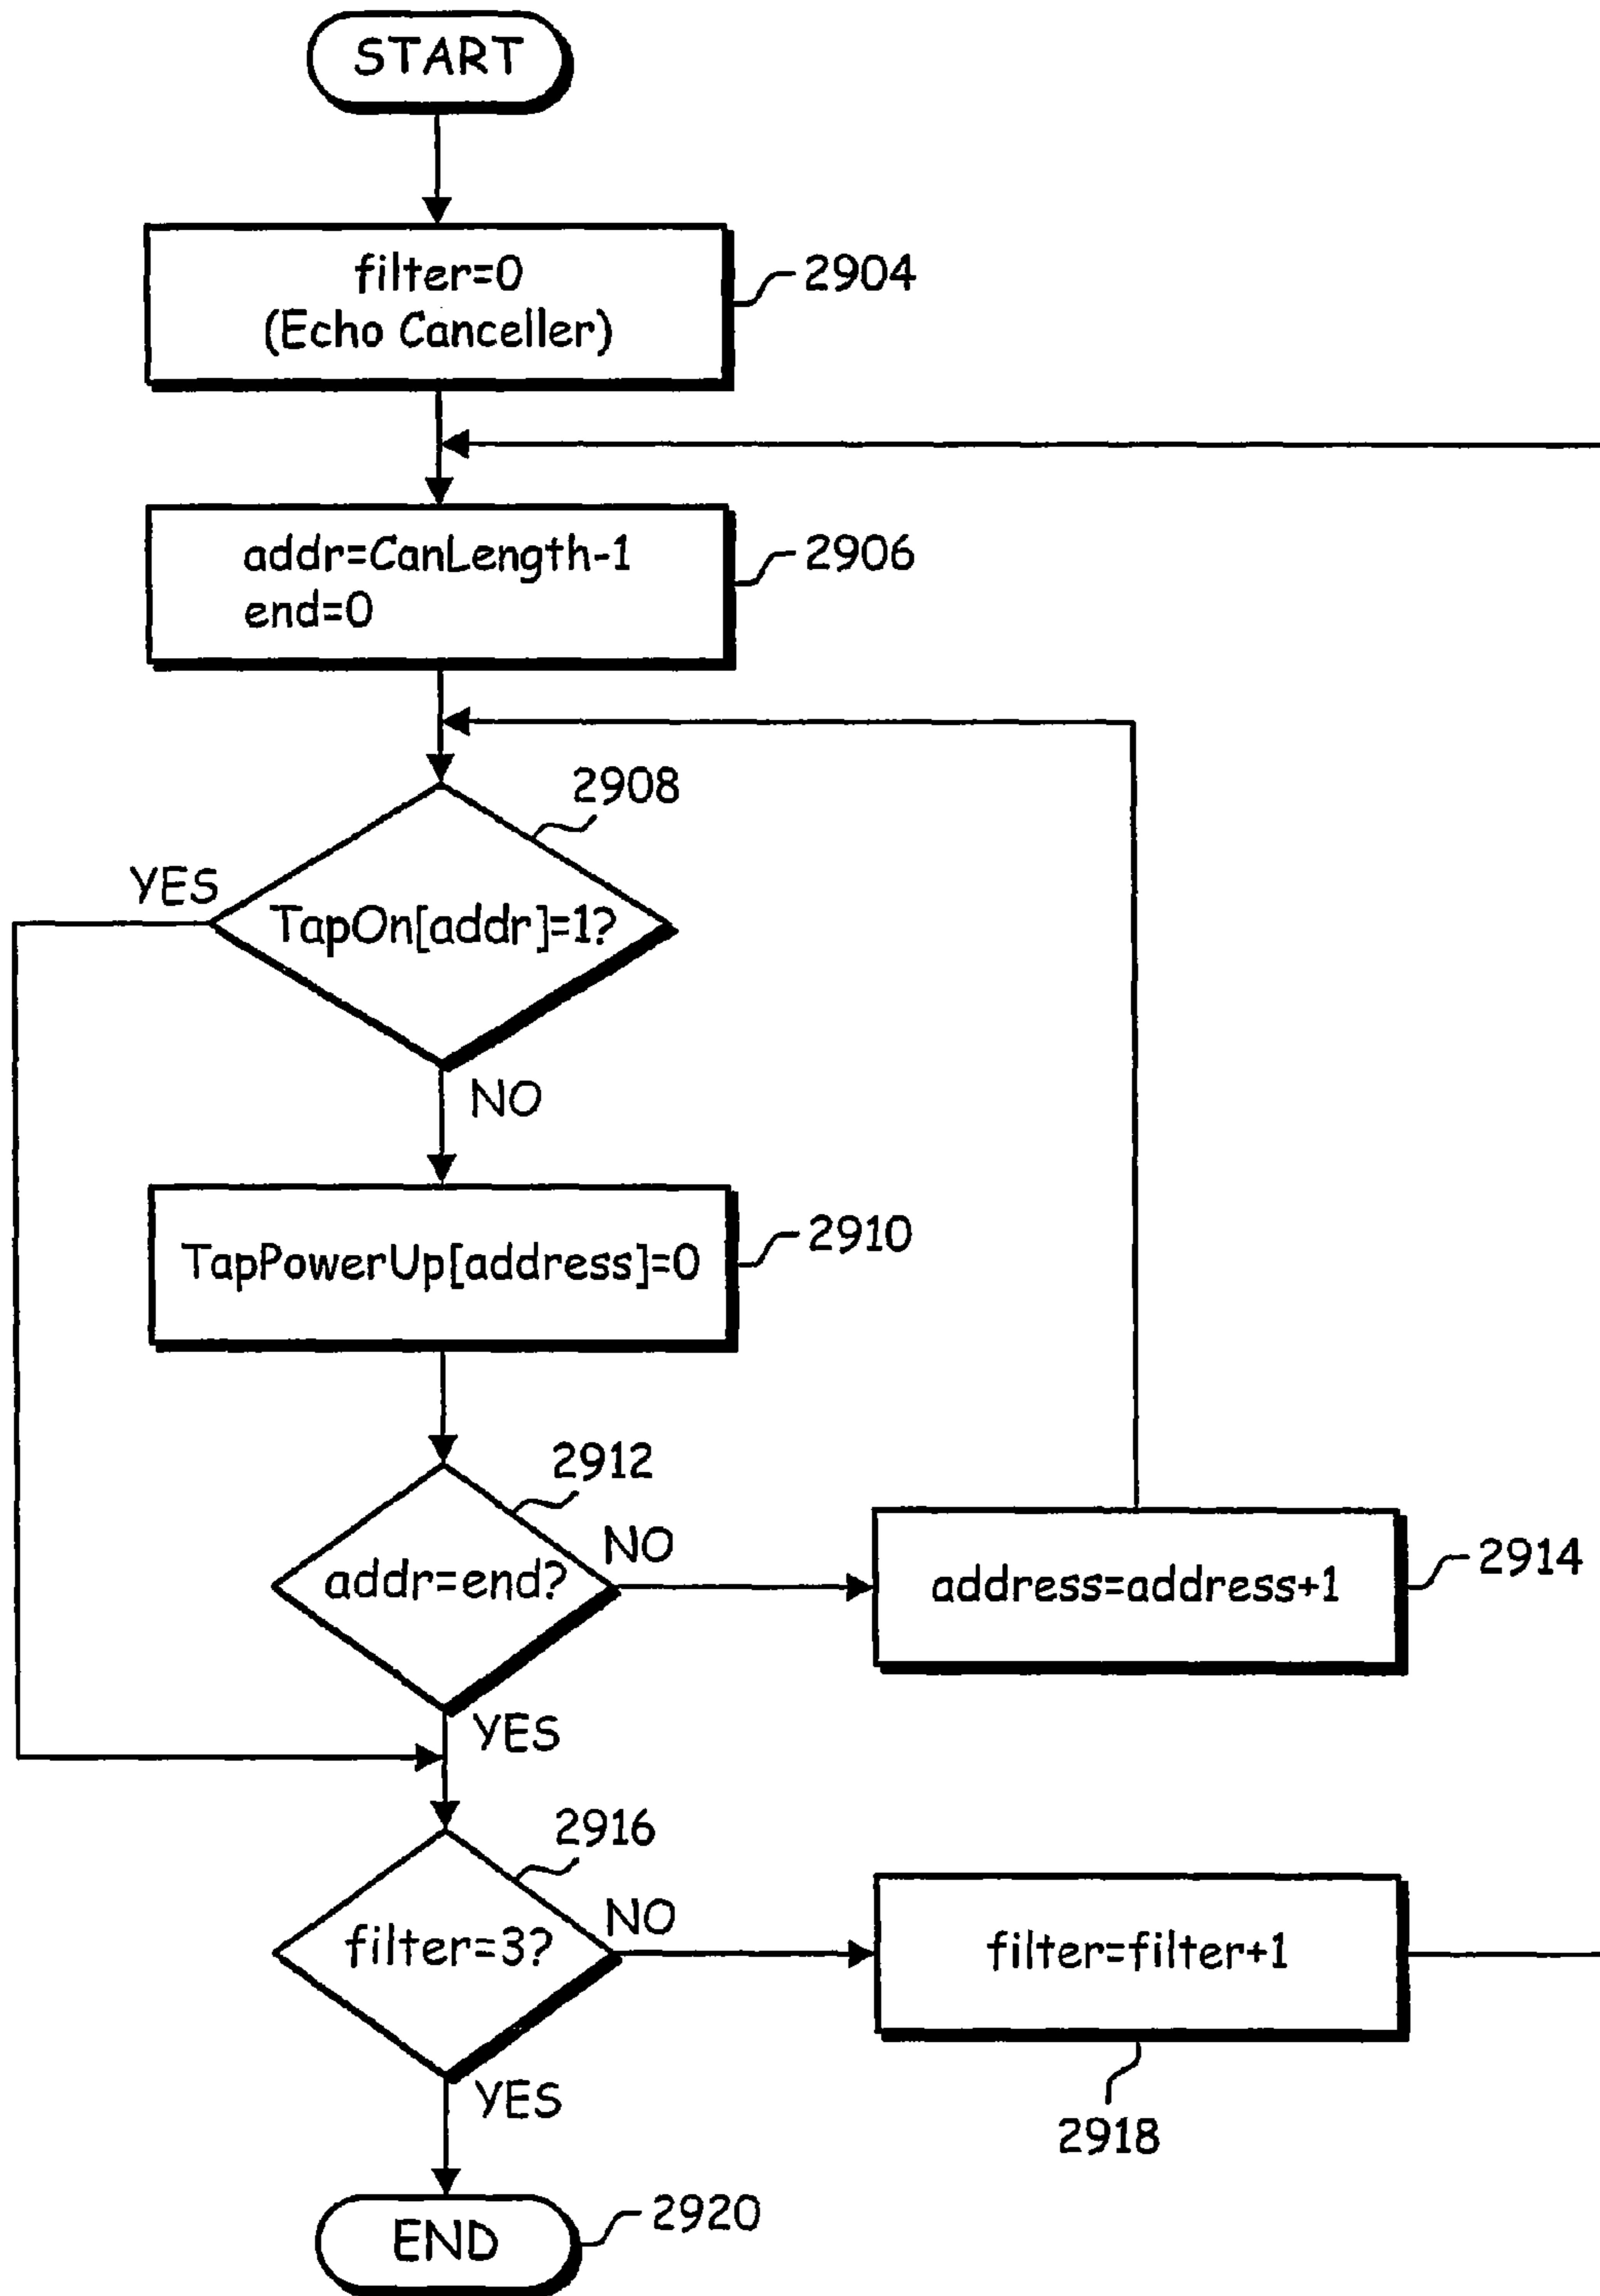 START
filter=0
(Echo Canceller)
2904
addr=CanLength-1
end=0
2906
2908
YES
TapOn[addr]=1?
NO
TapPowerUp[address]=0
2910
2912
NO
addr=end?
address=address+1
2914
YES
2916
NO
filter=3?
filter=filter+1
YES
2918
END
2920